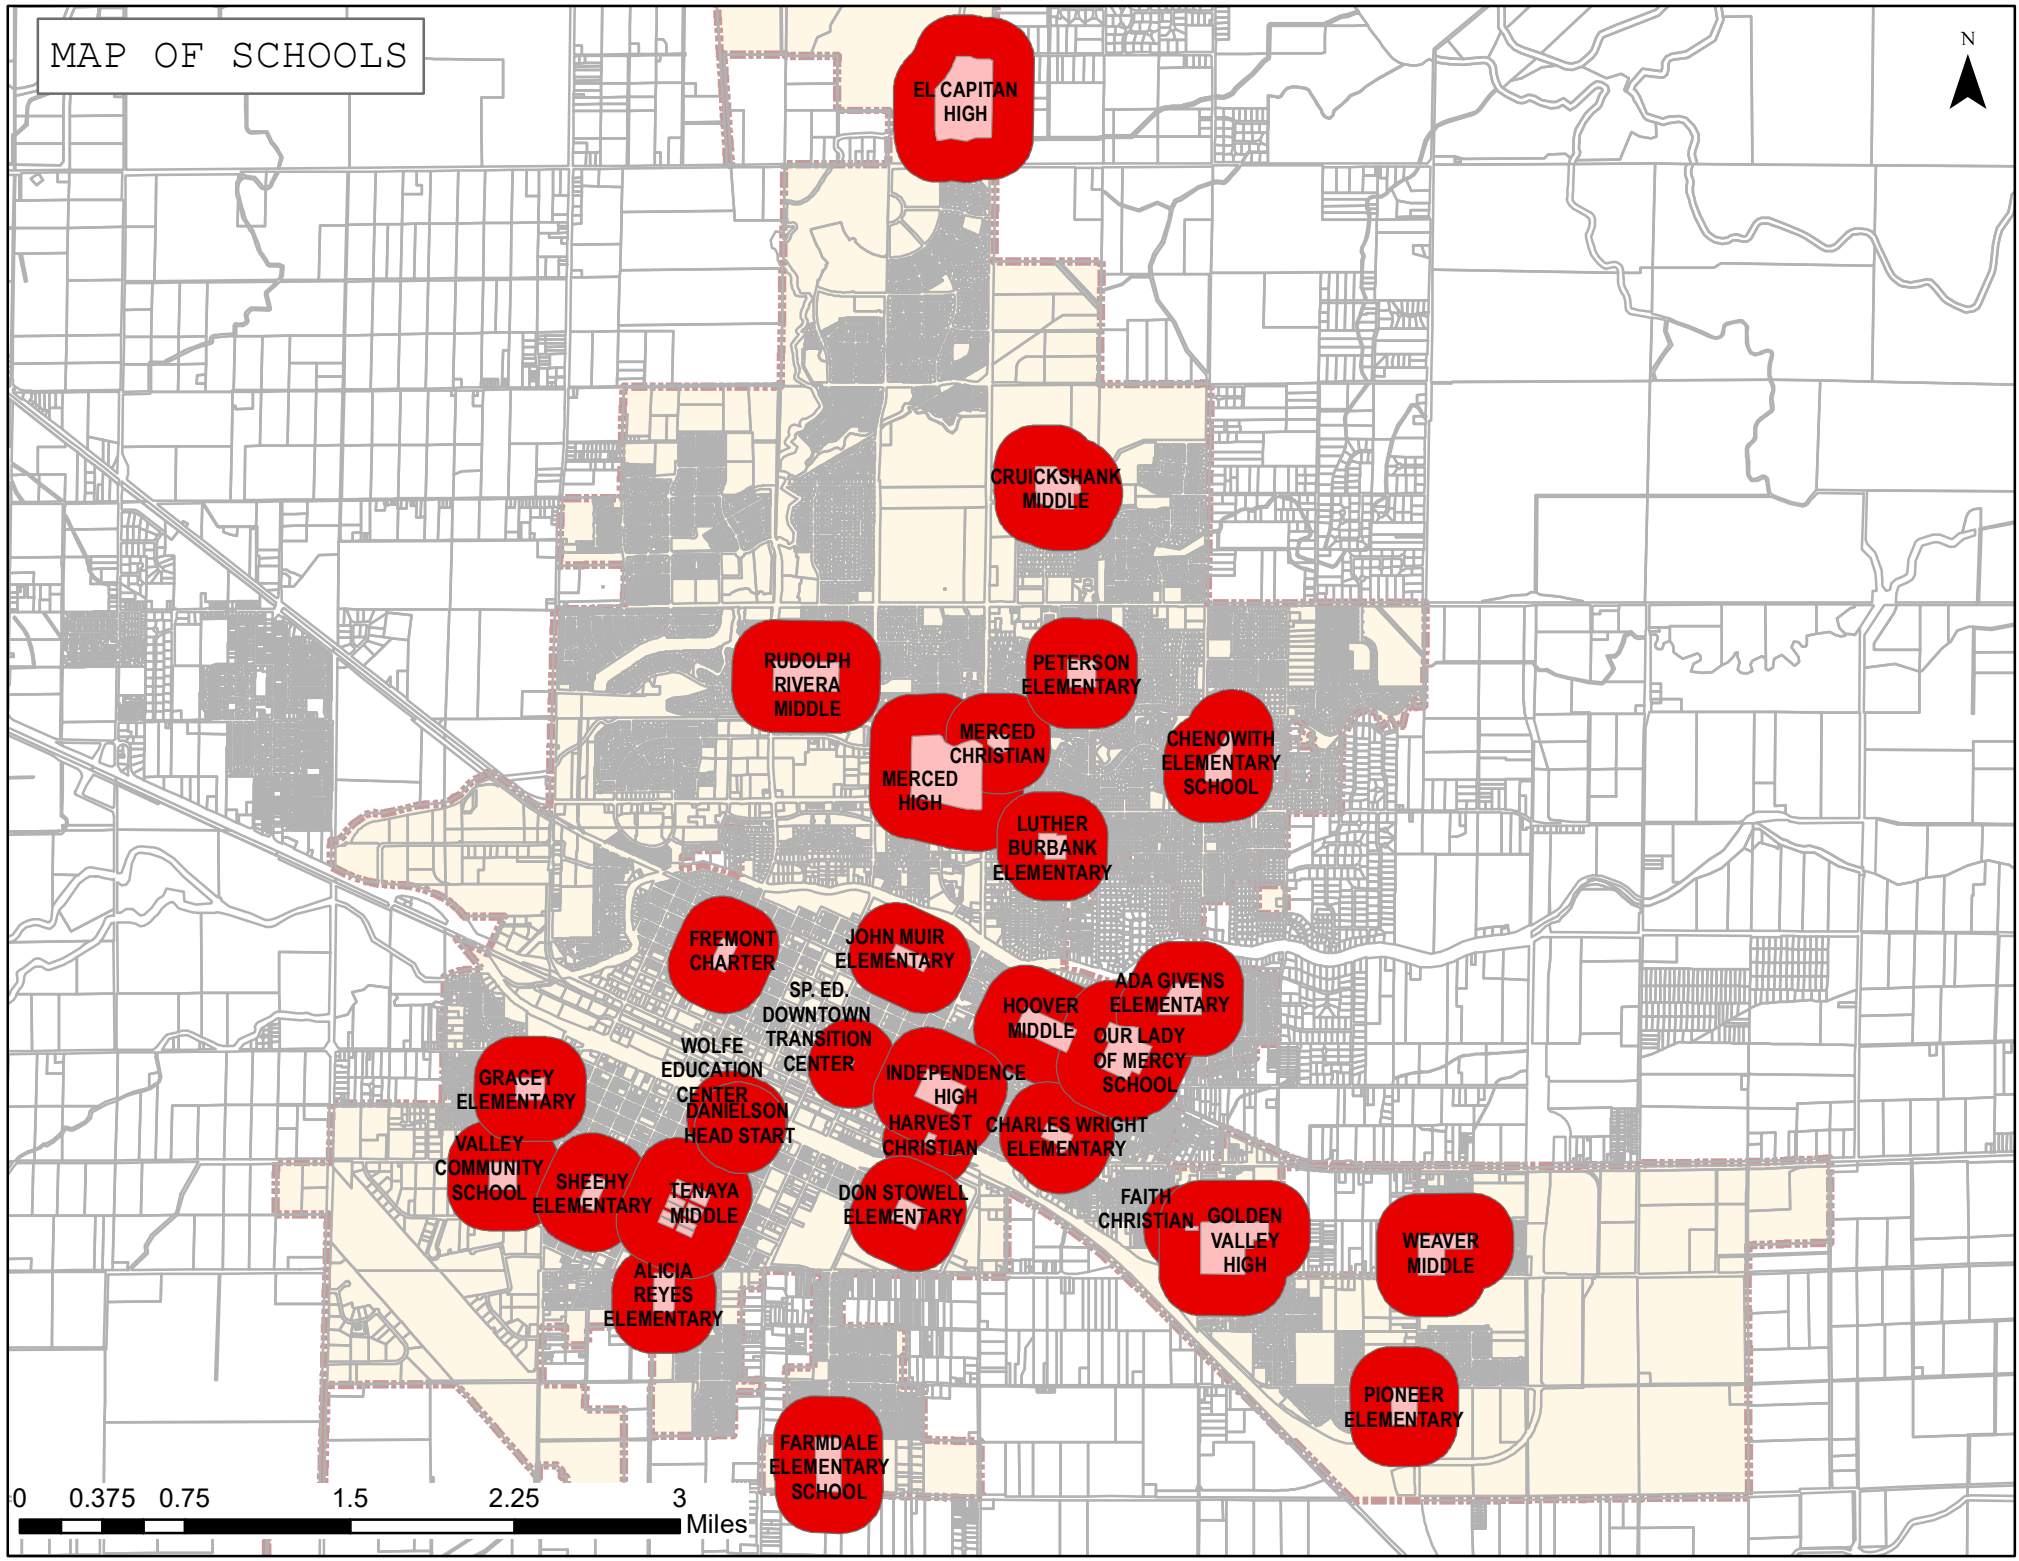 MAP OF SCHOOLS
N
EL CAPITAN
HIGH
CRUICKSHANK
MIDDLE
RUDOLPH
RIVERA
MIDDLE
PETERSON
ELEMENTARY
MERCED
CHRISTIAN
MERCED
HIGH
CHENOWITH
ELEMENTARY
SCHOOL
LUTHER
BURBANK
ELEMENTARY
FREMONT
CHARTER
JOHN MUIR
ELEMENTARY
SP. ED.
DOWNTOWN
TRANSITION
CENTER
HOOVER
MIDDLE
ADA GIVENS
ELEMENTARY
OUR LADY
OF MERCY
SCHOOL
WOLFE
EDUCATION
CENTER
DANIELSON
HEAD START
INDEPENDENCE
HIGH
HARVEST
CHRISTIAN
CHARLES WRIGHT
ELEMENTARY
GRACEY
ELEMENTARY
VALLEY
COMMUNITY
SCHOOL
SHEEHY
ELEMENTARY
TENAYA
MIDDLE
DON STOWELL
ELEMENTARY
FAITH
CHRISTIAN
GOLDEN
VALLEY
HIGH
WEAVER
MIDDLE
ALICIA
REYES
ELEMENTARY
PIONEER
ELEMENTARY
FARMDALE
ELEMENTARY
SCHOOL
0 0.375 0.75 1.5 2.25 3
Miles